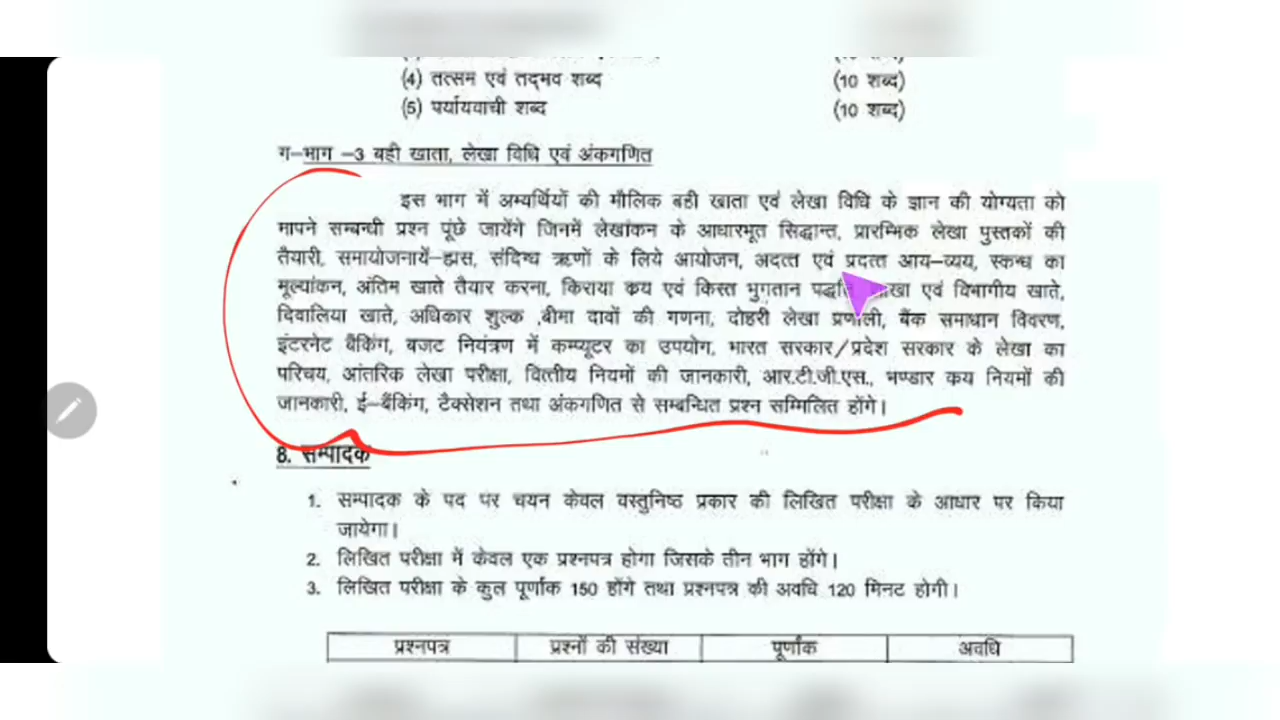 (4) तत्सम एवं तद्भव शब्द (10 शब्द)
(5) पर्यायवाची शब्द (10 शब्द)
ग–भाग –3 बही खाता, लेखा विधि एवं अंकगणित
इस भाग में अभ्यर्थियों की मौलिक बही खाता एवं लेखा विधि के ज्ञान की योग्यता को
मापने सम्बन्धी प्रश्न पूंछे जायेंगे जिनमें लेखांकन के आधारभूत सिद्धान्त, प्रारम्भिक लेखा पुस्तकों की
तैयारी, समायोजनायें–ह्मस, संदिग्ध ऋणों के लिये आयोजन, अदत्त एवं प्रदत्त आय–व्यय, स्कन्ध का
मूल्यांकन, अंतिम खाते तैयार करना, किराया क्रय एवं किस्त भुगतान एवं विभागीय खाते,
दिवालिया खाते, अधिकार शुल्क ,बीमा दावों की गणना, दोहरी लेखा प्रणाली, बैंक समाधान विवरण,
इंटरनेट बैंकिंग, बजट नियंत्रण में कम्प्यूटर का उपयोग, भारत सरकार/प्रदेश सरकार के लेखा का
परिचय, आंतरिक लेखा परीक्षा, वित्तीय नियमों की जानकारी, आर.टी.जी.एस., भण्डार क्रय नियमों की
जानकारी, ई–बैंकिंग, टैक्सेशन तथा अंकगणित से सम्बन्धित प्रश्न सम्मिलित होंगे।
8. सम्पादक
1. सम्पादक के पद पर चयन केवल वस्तुनिष्ठ प्रकार की लिखित परीक्षा के आधार पर किया
जायेगा।
2. लिखित परीक्षा में केवल एक प्रश्नपत्र होगा जिसके तीन भाग होंगे।
3. लिखित परीक्षा के कुल पूर्णांक 150 होंगे तथा प्रश्नपत्र की अवधि 120 मिनट होगी।
प्रश्नपत्र प्रश्नों की संख्या पूर्णांक अवधि